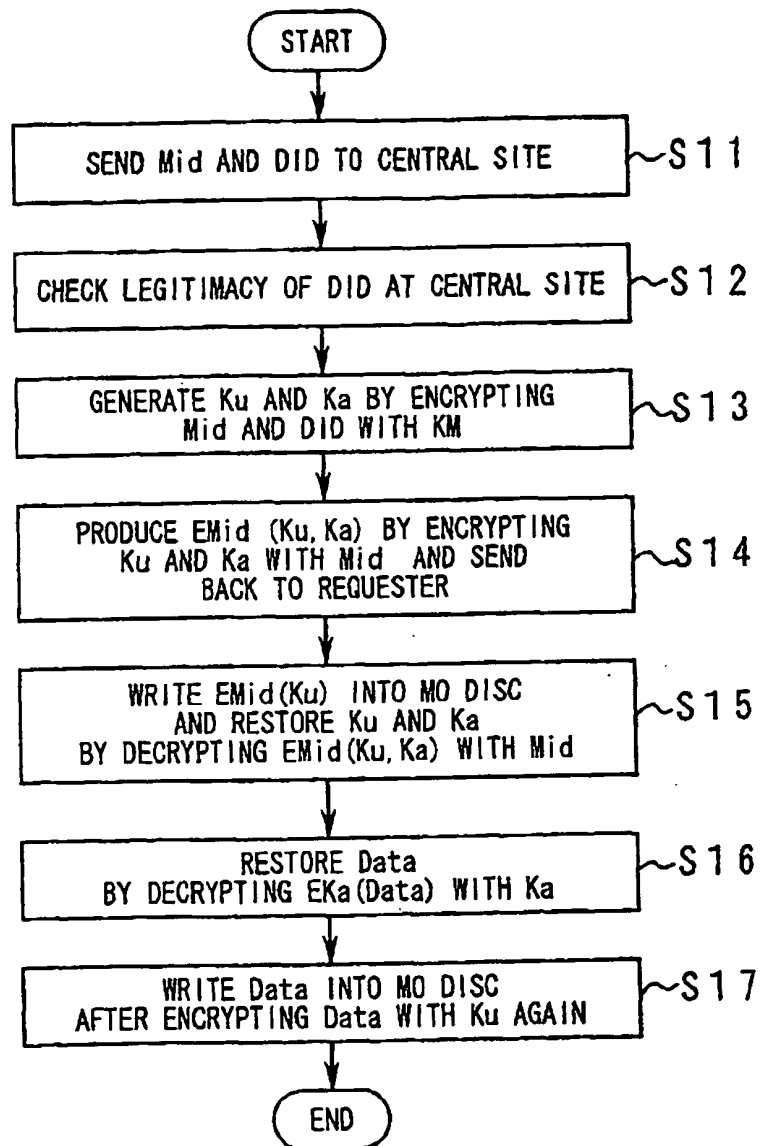 START
SEND Mid AND DID TO CENTRAL SITE
S11
CHECK LEGITIMACY OF DID AT CENTRAL SITE
S12
GENERATE Ku AND Ka BY ENCRYPTING
Mid AND DID WITH KM
S13
PRODUCE EMid (Ku,Ka) BY ENCRYPTING
Ku AND Ka WITH Mid AND SEND
BACK TO REQUESTER
S14
WRITE EMid(Ku) INTO MO DISC
AND RESTORE Ku AND Ka
BY DECRYPTING EMid(Ku,Ka) WITH Mid
S15
RESTORE Data
BY DECRYPTING EKa(Data) WITH Ka
S16
WRITE Data INTO MO DISC
AFTER ENCRYPTING Data WITH Ku AGAIN
S17
END